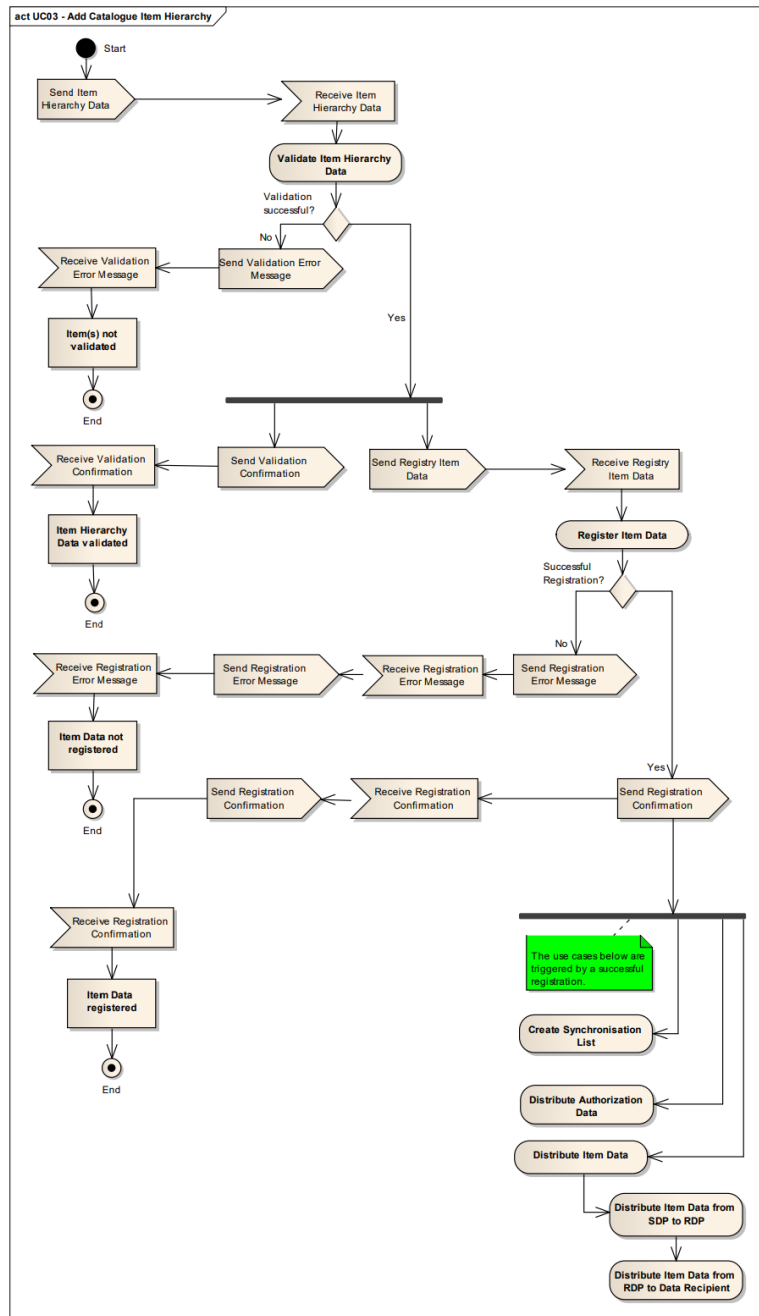 act UC03 - Add Catalogue Item Hierarchy
Start
Send Item
Hierarchy Data
Receive Item
Hierarchy Data
Validate Item Hierarchy
Data
Validation
successful?
No
Receive Validation
Error Message
Send Validation Error
Message
Yes
Item(s) not
validated
End
Receive Validation
Confirmation
Send Validation
Confirmation
Send Registry Item
Data
Receive Registry
Item Data
Item Hierarchy
Data validated
Register Item Data
Successful
Registration?
End
No
Receive Registration
Error Message
Send Registration
Error Message
Receive Registration
Error Message
Send Registration
Error Message
Item Data not
registered
Yes
End
Send Registration
Confirmation
Receive Registration
Confirmation
Send Registration
Confirmation
Receive Registration
Confirmation
The use cases below are
triggered by a successful
registration.
Item Data
registered
Create Synchronisation
List
End
Distribute Authorization
Data
Distribute Item Data
Distribute Item Data from
SDP to RDP
Distribute Item Data from
RDP to Data Recipient